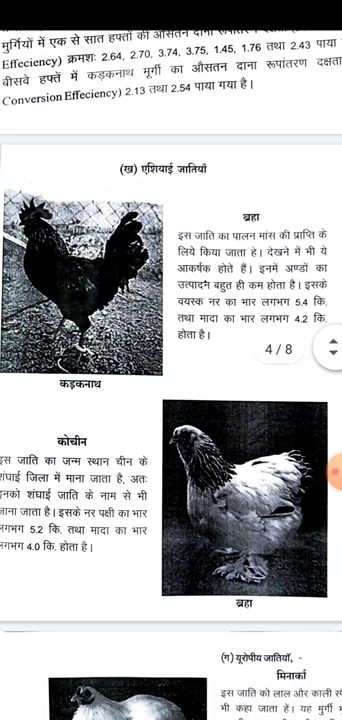 मुर्गियों में एक से सात हफ्तों की औसतन दाना
Effeciency) क्रमशः 2.64, 2.70, 3.74, 3.75, 1.45, 1.76 तथा 2.43 पाया
वीसवे हफ्ते में कड़कनाथ मूर्गी का औसतन दाना रूपांतरण दक्षता
Conversion Effeciency) 2.13 तथा 2.54 पाया गया है।
(ख) एशियाई जातियाँ
ब्रहा
इस जाति का पालन मांस की प्राप्ति के
लिये किया जाता हे। देखने में भी ये
आकर्षक होते हैं। इनमें अण्डों का
उत्पादन बहुत ही कम होता है। इसके
वयस्क नर का भार लगभग 5.4 कि.
तथा मादा का भार लगभग 4.2 कि.
होता है।
4 / 8
कड़कनाथ
कोचीन
इस जाति का जन्म स्थान चीन के
शंघाई जिला में माना जाता है, अतः
इनको शंघाई जाति के नाम से भी
जाना जाता है। इसके नर पक्षी का भार
लगभग 5.2 कि. तथा मादा का भार
लगभग 4.0 कि. होता है।
ब्रहा
(ग) यूरोपीय जातियाँ, -
मिनार्का
इस जाति को लाल और काली
भी कहा जाता हें। यह मुर्गी